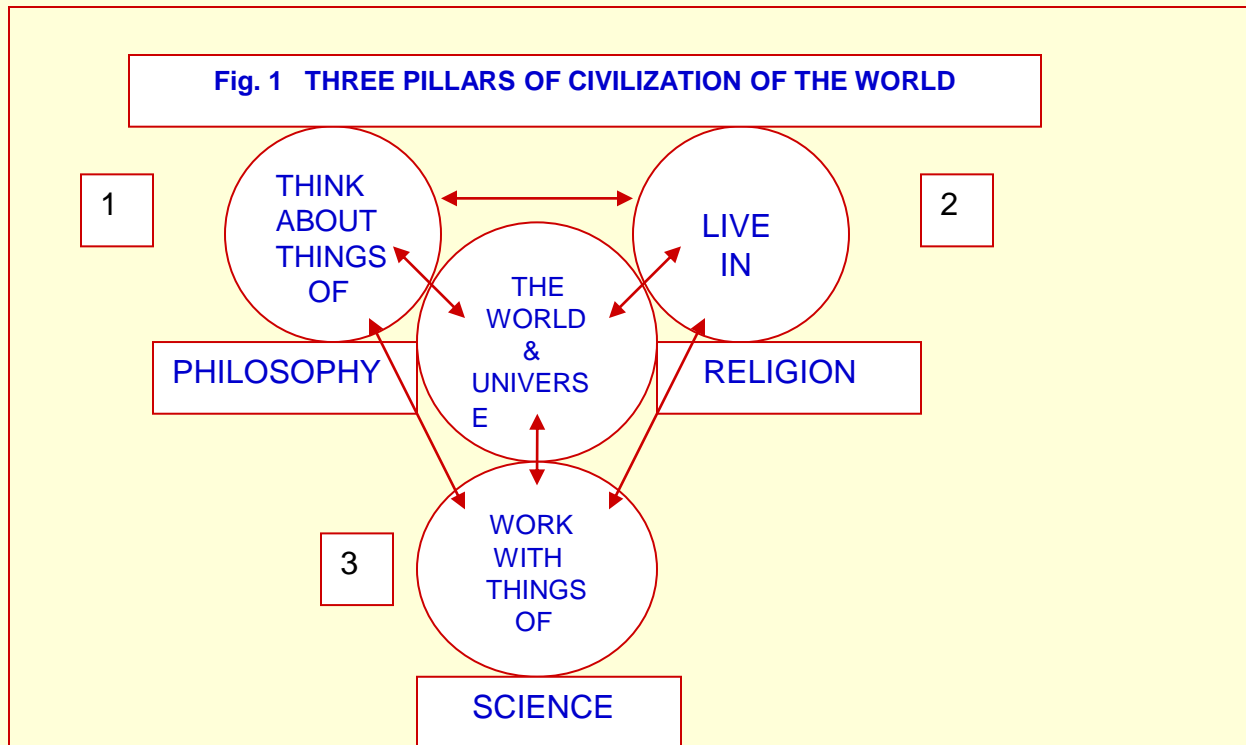 Fig. 1 THREE PILLARS OF CIVILIZATION OF THE WORLD
1
THINK
ABOUT
THINGS
OF
2
LIVE
IN
THE
WORLD
&
UNIVERS
E
PHILOSOPHY
RELIGION
3
WORK
WITH
THINGS
OF
SCIENCE